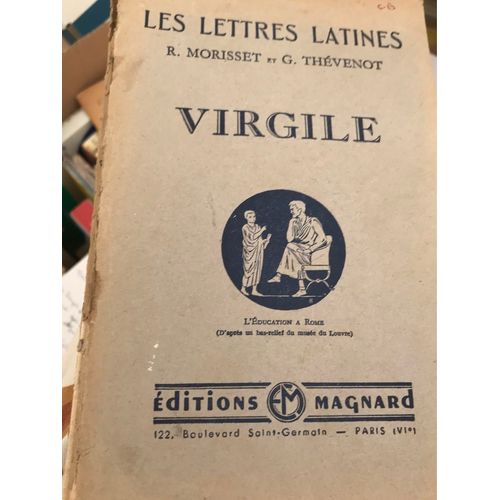 GB
LES LETTRES LATINES
R. MORISSET ET G. THÉVENOT
VIRGILE
L'ÉDUCATION A ROME
(D'après un bas-relief du musée du Louvre)
ÉDITIONS EM MAGNARD
122, Boulevard Saint-Germain — PARIS (VIe)